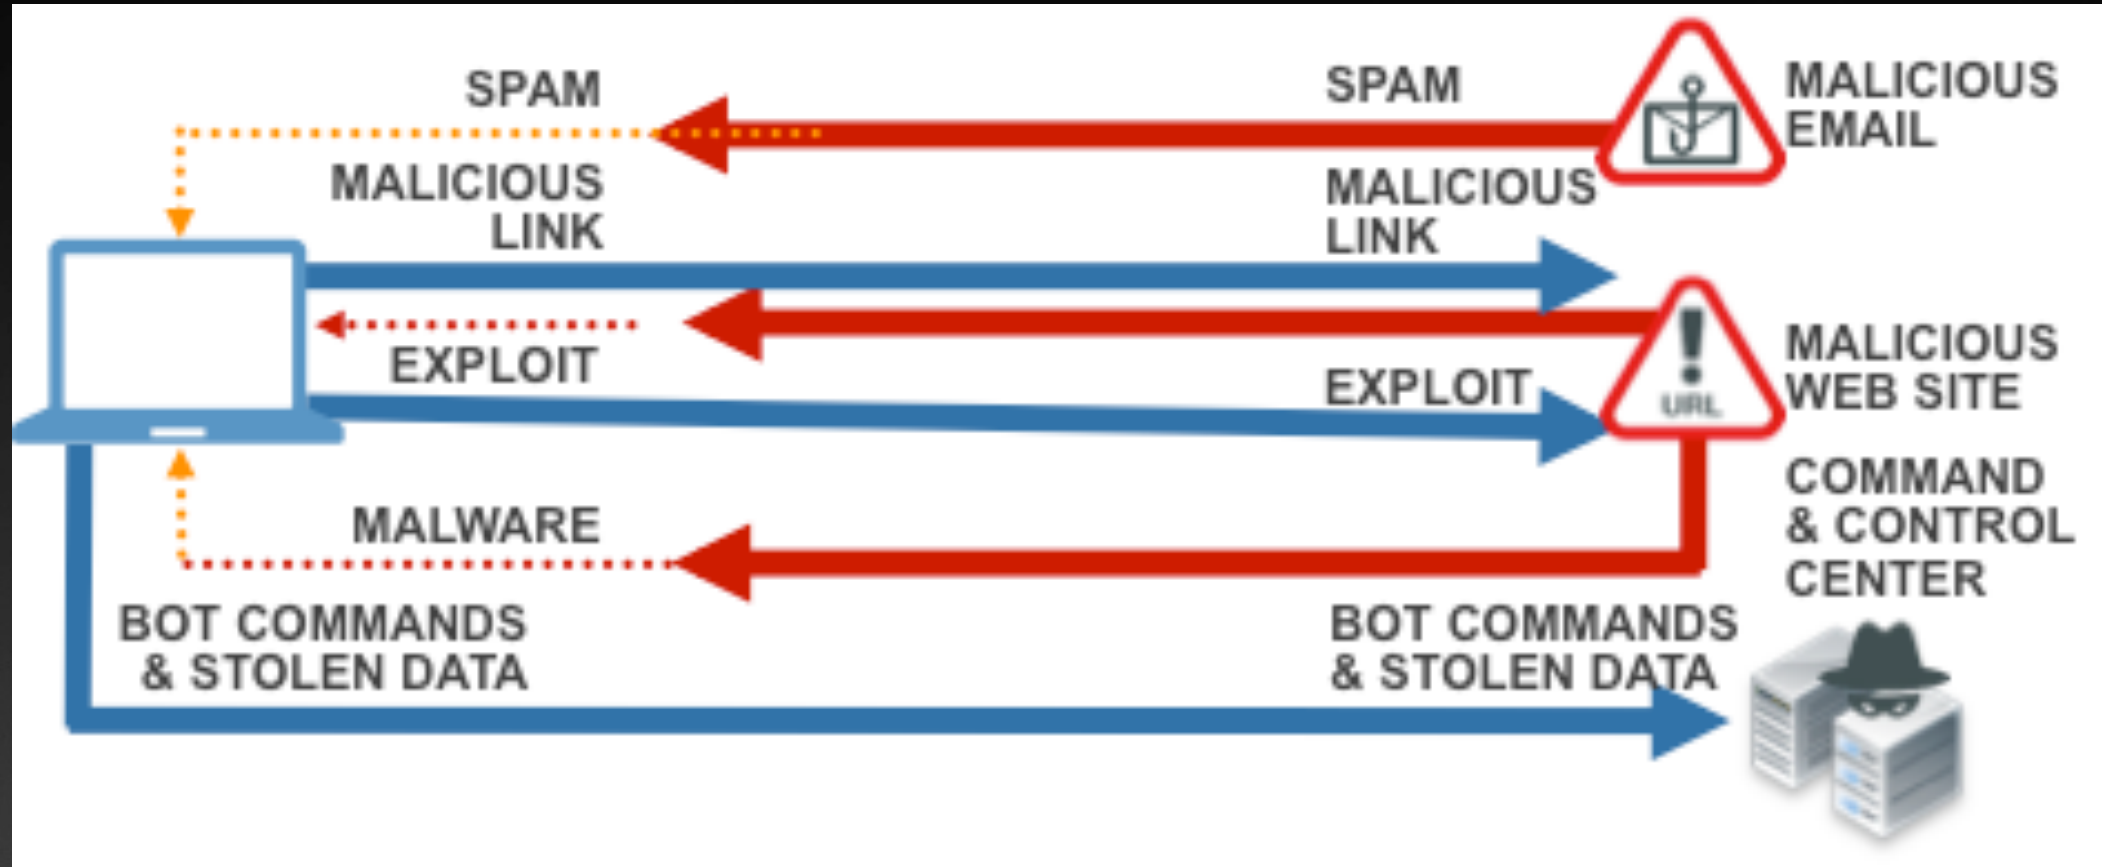 SPAM
SPAM
MALICIOUS
EMAIL
MALICIOUS
LINK
MALICIOUS
LINK
EXPLOIT
EXPLOIT
URL
MALICIOUS
WEB SITE
MALWARE
COMMAND
& CONTROL
CENTER
BOT COMMANDS
& STOLEN DATA
BOT COMMANDS
& STOLEN DATA